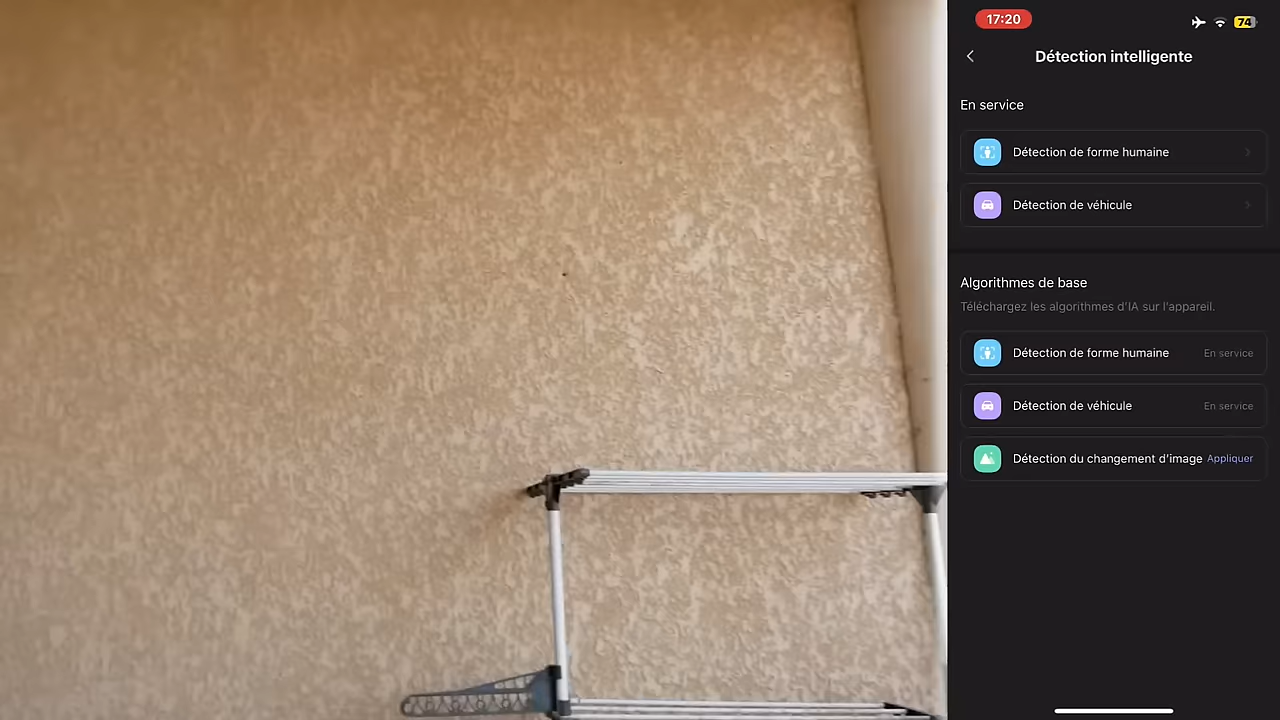 17:20
74
Détection intelligente
En service
Détection de forme humaine
Détection de véhicule
Algorithmes de base
Téléchargez les algorithmes d'IA sur l'appareil.
Détection de forme humaine En service
Détection de véhicule En service
Détection du changement d'image Appliquer